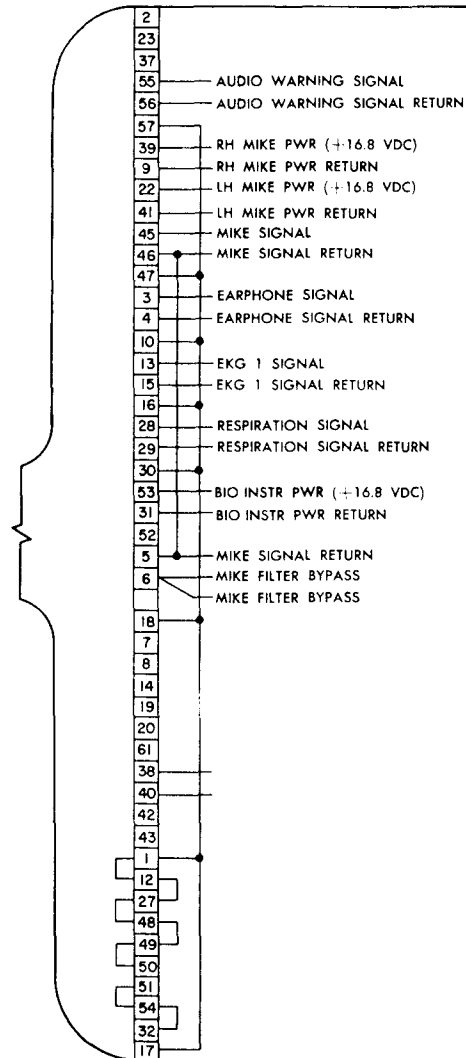 2
23
37
55 AUDIO WARNING SIGNAL
56 AUDIO WARNING SIGNAL RETURN
57
39 RH MIKE PWR (+16.8 VDC)
9 RH MIKE PWR RETURN
22 LH MIKE PWR (+16.8 VDC)
41 LH MIKE PWR RETURN
45 MIKE SIGNAL
46 MIKE SIGNAL RETURN
47
3 EARPHONE SIGNAL
4 EARPHONE SIGNAL RETURN
10
13 EKG 1 SIGNAL
15 EKG 1 SIGNAL RETURN
16
28 RESPIRATION SIGNAL
29 RESPIRATION SIGNAL RETURN
30
53 BIO INSTR PWR (+16.8 VDC)
31 BIO INSTR PWR RETURN
52
5 MIKE SIGNAL RETURN
6 MIKE FILTER BYPASS
MIKE FILTER BYPASS
18
7
8
14
19
20
61
38
40
42
43
1
12
27
48
49
50
51
54
32
17